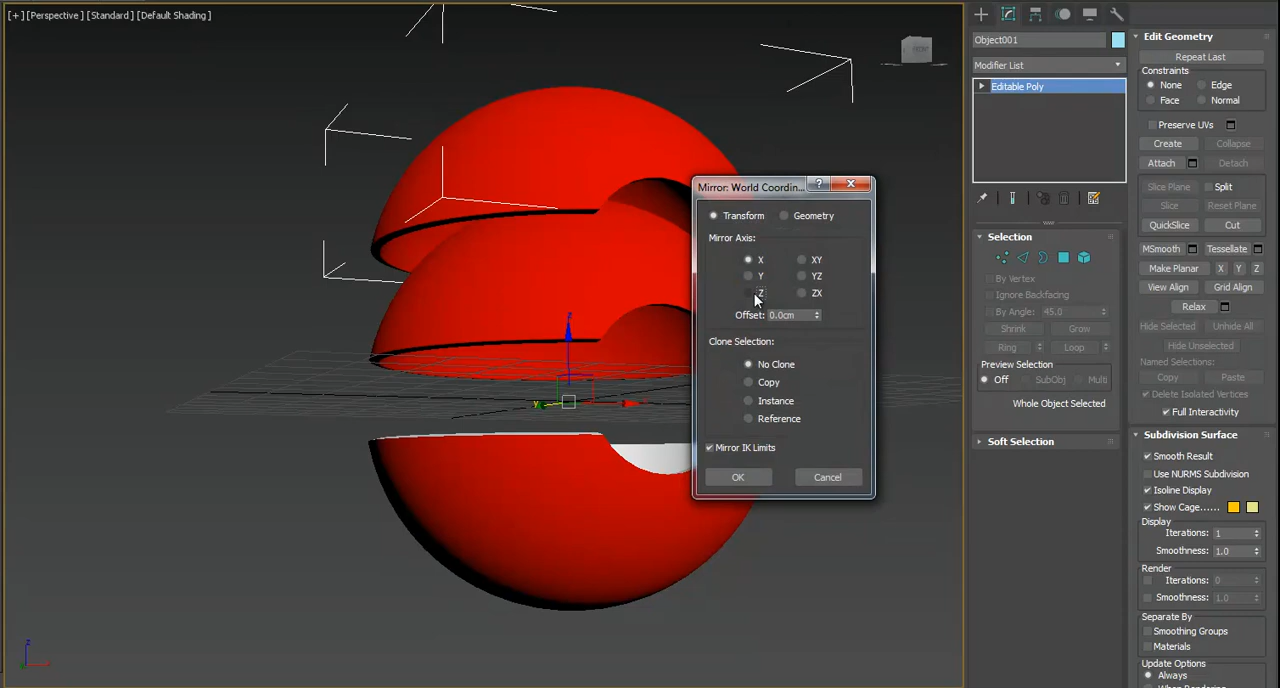 [+] [Perspective] [Standard] [Default Shading]
z
y
Mirror: World Coordin...
?
Transform
Geometry
Mirror Axis:
X
XY
Y
YZ
Z
ZX
Offset: 0.0cm
Clone Selection:
No Clone
Copy
Instance
Reference
Mirror IK Limits
OK
Cancel
z
Object001
Modifier List
Editable Poly
Selection
By Vertex
Ignore Backfacing
By Angle: 45.0
Shrink
Grow
Ring
Loop
Preview Selection
Off
SubObj
Multi
Whole Object Selected
Soft Selection
Edit Geometry
Repeat Last
Constraints
None
Edge
Face
Normal
Preserve UVs
Create
Collapse
Attach
Detach
Slice Plane
Split
Slice
Reset Plane
QuickSlice
Cut
MSmooth
Tessellate
Make Planar
X
Y
Z
View Align
Grid Align
Relax
Hide Selected
Unhide All
Hide Unselected
Named Selections:
Copy
Paste
Delete Isolated Vertices
Full Interactivity
Subdivision Surface
Smooth Result
Use NURMS Subdivision
Isoline Display
Show Cage......
Display
Iterations: 1
Smoothness: 1.0
Render
Iterations: 0
Smoothness: 1.0
Separate By
Smoothing Groups
Materials
Update Options
Always
When Rendering